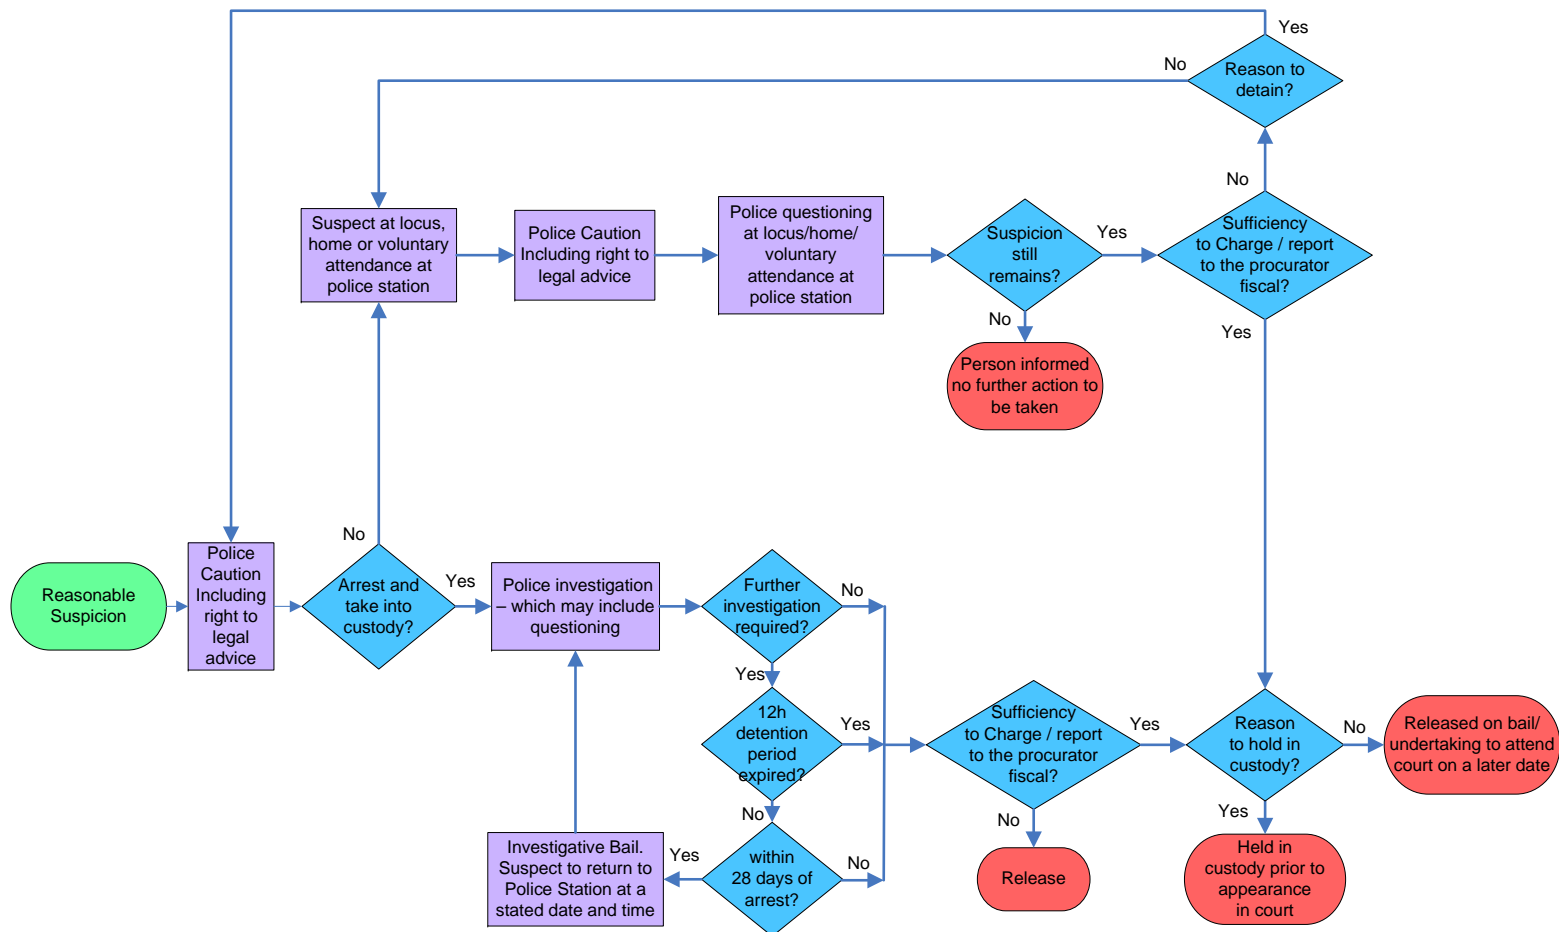 Yes
No
Reason to
detain?
No
Suspect at locus,
home or voluntary
attendance at
police station
Police Caution
Including right to
legal advice
Police questioning
at locus/home/
voluntary
attendance at
police station
Suspicion
still
remains?
Yes
Sufficiency
to Charge / report
to the procurator
fiscal?
No
Yes
Person informed
no further action to
be taken
No
Reasonable
Suspicion
Police
Caution
Including
right to
legal
advice
Arrest and
take into
custody?
Yes
Police investigation
– which may include
questioning
Further
investigation
required?
No
Yes
12h
detention
period
expired?
Yes
Sufficiency
to Charge / report
to the procurator
fiscal?
Yes
Reason
to hold in
custody?
No
Released on bail/
undertaking to attend
court on a later date
No
Investigative Bail.
Suspect to return to
Police Station at a
stated date and time
Yes
within
28 days of
arrest?
No
No
Release
Yes
Held in
custody prior to
appearance
in court